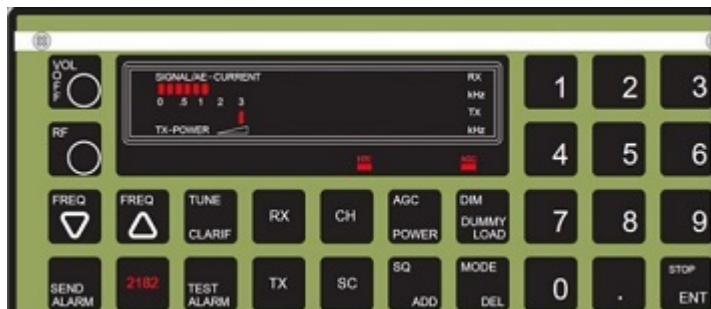 VOL
OFF
SIGNAL/AE-CURRENT
RX
kHz
0 .5 1 2 3
TX
TX-POWER
kHz
1 2 3
RF
AGC
4 5 6
FREQ
FREQ
TUNE
CLARIF
RX
CH
AGC
POWER
DIM
DUMMY
LOAD
7 8 9
SEND
ALARM
2182
TEST
ALARM
TX
SC
SQ
ADD
MODE
DEL
0 .
STOP
ENT